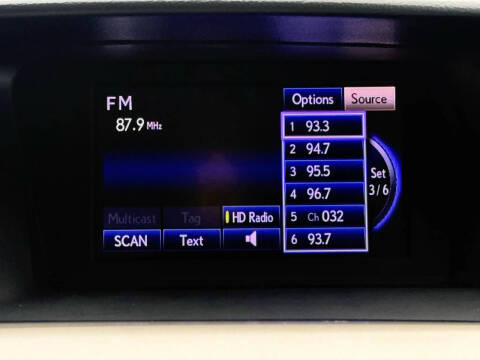 FM
87.9 MHz
Options Source
1 93.3
2 94.7
3 95.5
4 96.7
5 Ch 032
6 93.7
Set
3/6
Multicast Tag HD Radio
SCAN Text